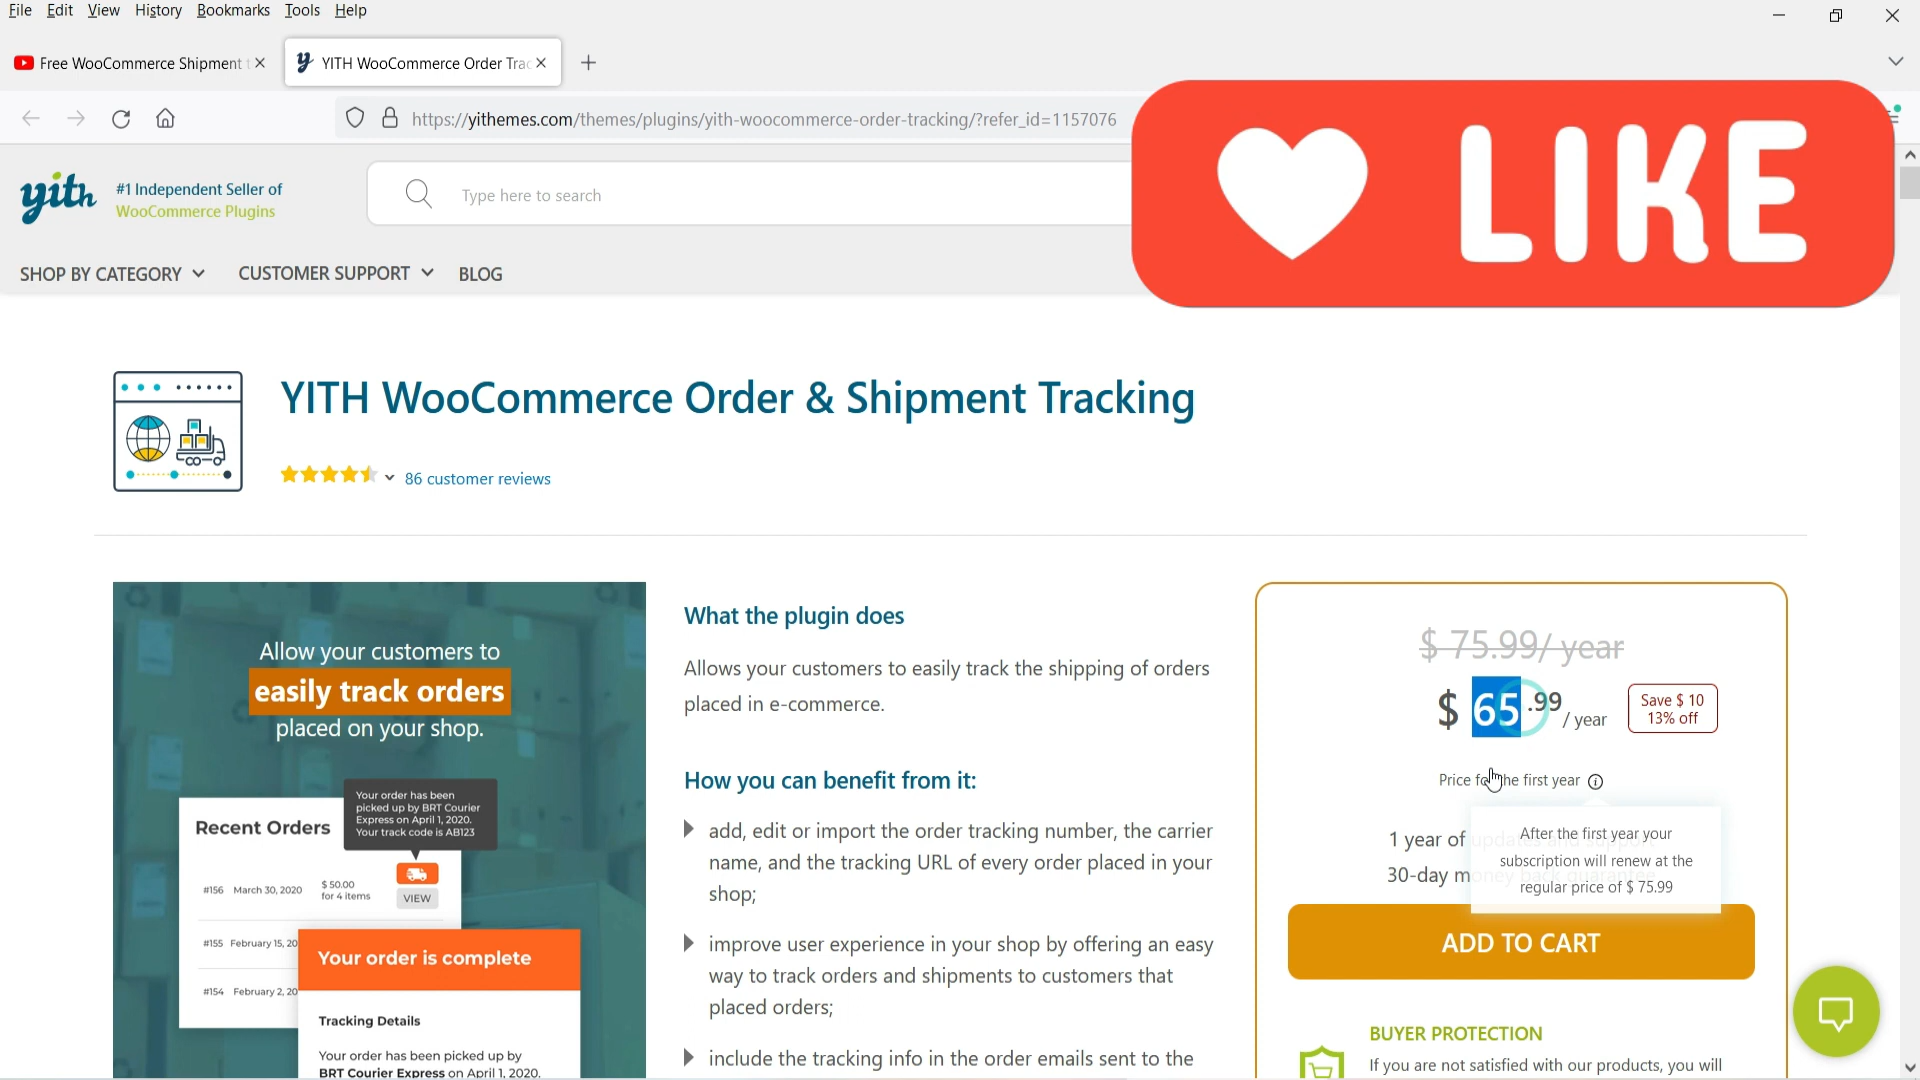 File Edit View History Bookmarks Tools Help
Free WooCommerce Shipment t
YITH WooCommerce Order Trac
https://yithemes.com/themes/plugins/yith-woocommerce-order-tracking/?refer_id=1157076
LIKE
yith
#1 Independent Seller of
WooCommerce Plugins
Type here to search
SHOP BY CATEGORY
CUSTOMER SUPPORT
BLOG
YITH WooCommerce Order & Shipment Tracking
86 customer reviews
Allow your customers to
easily track orders
placed on your shop.
Your order has been
picked up by BRT Courier
Express on April 1, 2020.
Your track code is AB123
Recent Orders
#156 March 30, 2020 $ 50.00
for 4 items
VIEW
#155 February 15, 20
#154 February 2, 20
Your order is complete
Tracking Details
Your order has been picked up by
BRT Courier Express on April 1, 2020.
What the plugin does
Allows your customers to easily track the shipping of orders
placed in e-commerce.
How you can benefit from it:
add, edit or import the order tracking number, the carrier
name, and the tracking URL of every order placed in your
shop;
improve user experience in your shop by offering an easy
way to track orders and shipments to customers that
placed orders;
include the tracking info in the order emails sent to the
$ 75.99/ year
$ 65.99 / year
Save $ 10
13% off
Price for the first year
1 year of updates and support
30-day money back guarantee
After the first year your
subscription will renew at the
regular price of $ 75.99
ADD TO CART
BUYER PROTECTION
If you are not satisfied with our products, you will